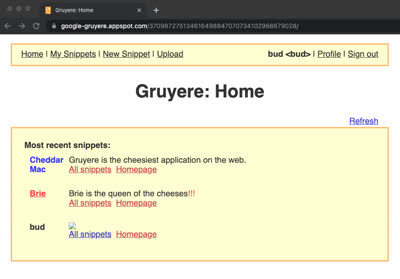 Gruyere: Home
google-gruyere.appspot.com/370987275134616498847070734102968679028/
Home | My Snippets | New Snippet | Upload
bud <bud> | Profile | Sign out
Gruyere: Home
Refresh
Most recent snippets:
Cheddar Gruyere is the cheesiest application on the web.
Mac All snippets Homepage
Brie Brie is the queen of the cheeses!!!
All snippets Homepage
bud
All snippets Homepage